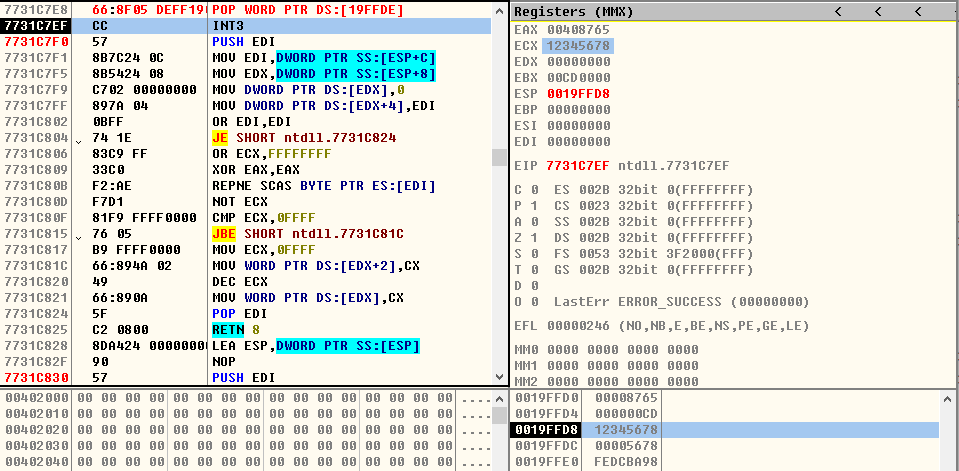 7731C7E8 66:8F05 DEFF19( POP WORD PTR DS:[19FFDE]
7731C7EF CC INT3
7731C7F0 57 PUSH EDI
7731C7F1 8B7C24 0C MOV EDI,DWORD PTR SS:[ESP+C]
7731C7F5 8B5424 08 MOV EDX,DWORD PTR SS:[ESP+8]
7731C7F9 C702 00000000 MOV DWORD PTR DS:[EDX],0
7731C7FF 897A 04 MOV DWORD PTR DS:[EDX+4],EDI
7731C802 0BFF OR EDI,EDI
7731C804 74 1E JE SHORT ntdll.7731C824
7731C806 83C9 FF OR ECX,FFFFFFFF
7731C809 33C0 XOR EAX,EAX
7731C80B F2:AE REPNE SCAS BYTE PTR ES:[EDI]
7731C80D F7D1 NOT ECX
7731C80F 81F9 FFFF0000 CMP ECX,0FFFF
7731C815 76 05 JBE SHORT ntdll.7731C81C
7731C817 B9 FFFF0000 MOV ECX,0FFFF
7731C81C 66:894A 02 MOV WORD PTR DS:[EDX+2],CX
7731C820 49 DEC ECX
7731C821 66:890A MOV WORD PTR DS:[EDX],CX
7731C824 5F POP EDI
7731C825 C2 0800 RETN 8
7731C828 8DA424 0000000( LEA ESP,DWORD PTR SS:[ESP]
7731C82F 90 NOP
7731C830 57 PUSH EDI
Registers (MMX) < < <
EAX 00408765
ECX 12345678
EDX 00000000
EBX 00CD0000
ESP 0019FFD8
EBP 00000000
ESI 00000000
EDI 00000000
EIP 7731C7EF ntdll.7731C7EF
C 0 ES 002B 32bit 0(FFFFFFFF)
P 1 CS 0023 32bit 0(FFFFFFFF)
A 0 SS 002B 32bit 0(FFFFFFFF)
Z 1 DS 002B 32bit 0(FFFFFFFF)
S 0 FS 0053 32bit 3F2000(FFF)
T 0 GS 002B 32bit 0(FFFFFFFF)
D 0
O 0 LastErr ERROR_SUCCESS (00000000)
EFL 00000246 (NO,NB,E,BE,NS,PE,GE,LE)
MM0 0000 0000 0000 0000
MM1 0000 0000 0000 0000
MM2 0000 0000 0000 0000
00402000 00 00 00 00 00 00 00 00 00 00 00 00 00 00 00 00 ....
00402010 00 00 00 00 00 00 00 00 00 00 00 00 00 00 00 00 ....
00402020 00 00 00 00 00 00 00 00 00 00 00 00 00 00 00 00 ....
00402030 00 00 00 00 00 00 00 00 00 00 00 00 00 00 00 00 ....
00402040 00 00 00 00 00 00 00 00 00 00 00 00 00 00 00 00 ....
0019FFD0 00008765
0019FFD4 000000CD
0019FFD8 12345678
0019FFDC 00005678
0019FFE0 FEDCBA98